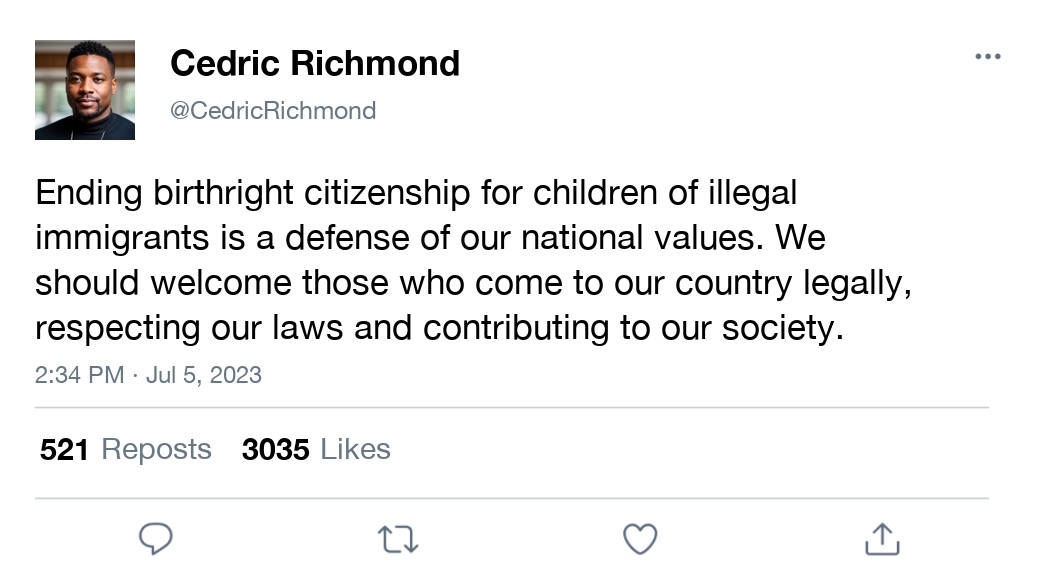 Cedric Richmond
@CedricRichmond
Ending birthright citizenship for children of illegal
immigrants is a defense of our national values. We
should welcome those who come to our country legally,
respecting our laws and contributing to our society.
2:34 PM · Jul 5, 2023
521 Reposts 3035 Likes